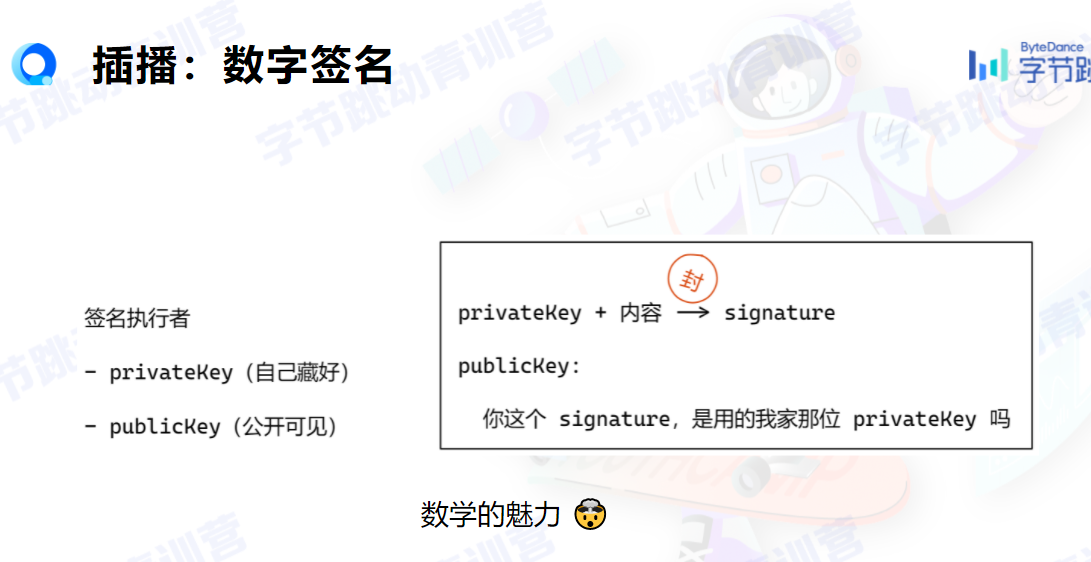 插播：数字签名
ByteDance
字节跳
签名执行者
- privateKey（自己藏好）
- publicKey（公开可见）
封
privateKey + 内容 → signature
publicKey:
你这个 signature，是用的我家那位 privateKey 吗
数学的魅力 🤯
字节跳动青训营